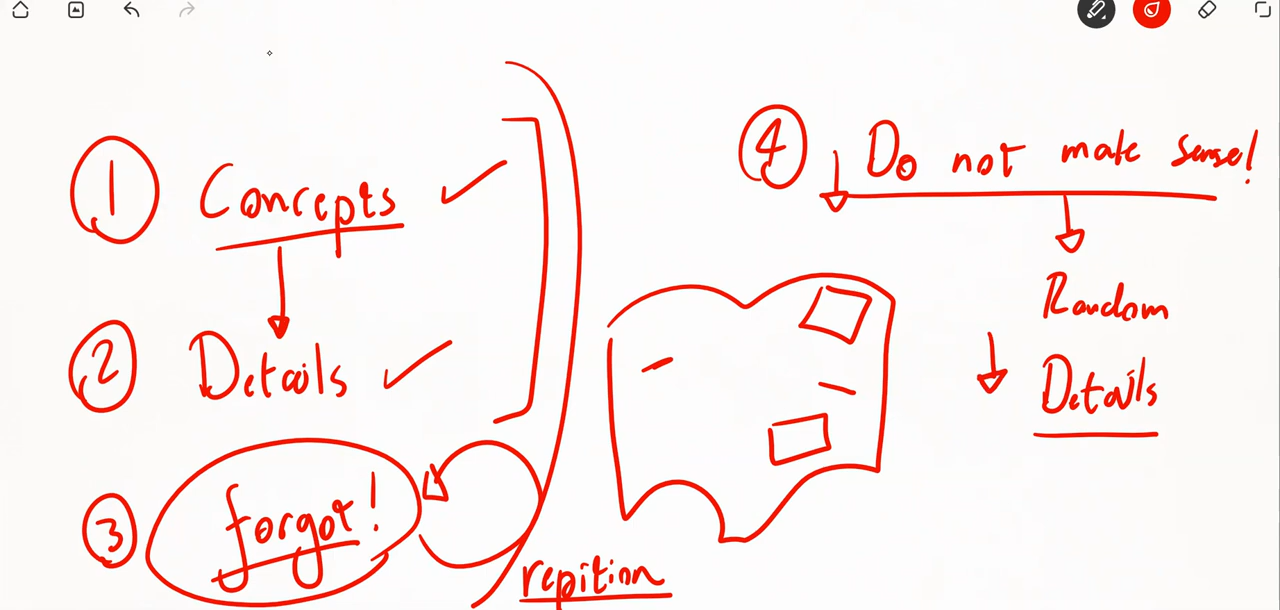 1 Concepts
2 Details
3 forgot!
repition
4 Do not make sense!
Random
Details